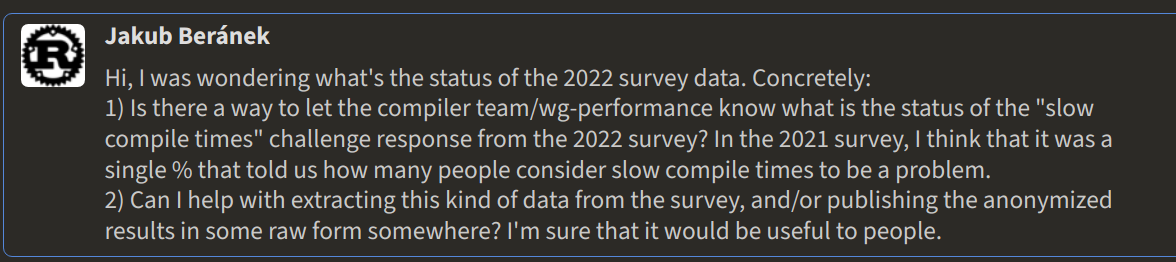 R
Jakub Beránek
Hi, I was wondering what's the status of the 2022 survey data. Concretely:
1) Is there a way to let the compiler team/wg-performance know what is the status of the "slow
compile times" challenge response from the 2022 survey? In the 2021 survey, I think that it was a
single % that told us how many people consider slow compile times to be a problem.
2) Can I help with extracting this kind of data from the survey, and/or publishing the anonymized
results in some raw form somewhere? I'm sure that it would be useful to people.